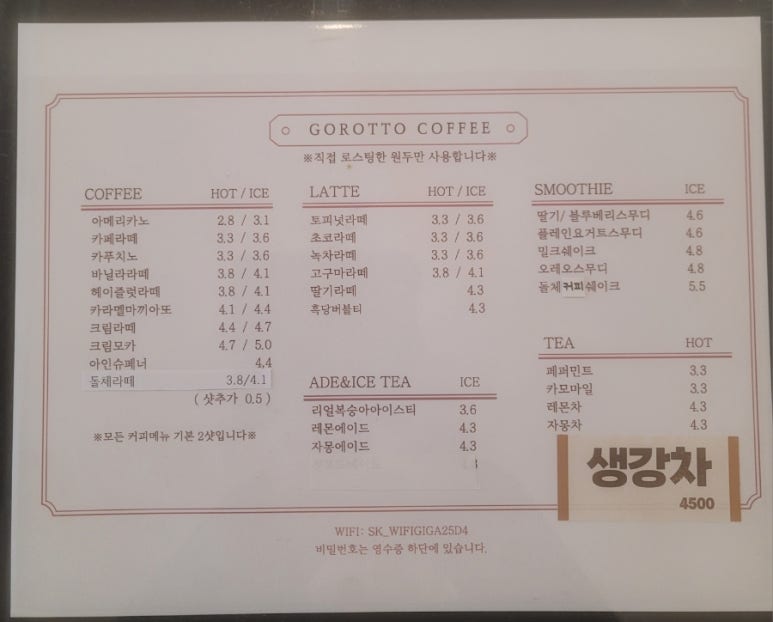 GOROTTO COFFEE
※직접 로스팅한 원두만 사용합니다※
COFFEE HOT / ICE
아메리카노 2.8 / 3.1
카페라떼 3.3 / 3.6
카푸치노 3.3 / 3.6
바닐라라떼 3.8 / 4.1
헤이즐럿라떼 3.8 / 4.1
카라멜마끼아또 4.1 / 4.4
크림라떼 4.4 / 4.7
크림모카 4.7 / 5.0
아인슈페너 4.4
돌체라떼 3.8/4.1
( 샷추가 0.5 )
※모든 커피메뉴 기본 2샷입니다※
LATTE HOT / ICE
토피넛라떼 3.3 / 3.6
초코라떼 3.3 / 3.6
녹차라떼 3.3 / 3.6
고구마라떼 3.8 / 4.1
딸기라떼 4.3
흑당버블티 4.3
ADE&ICE TEA ICE
리얼복숭아아이스티 3.6
레몬에이드 4.3
자몽에이드 4.3
SMOOTHIE ICE
딸기/ 블루베리스무디 4.6
플레인요거트스무디 4.6
밀크쉐이크 4.8
오레오스무디 4.8
돌체커피쉐이크 5.5
TEA HOT
페퍼민트 3.3
카모마일 3.3
레몬차 4.3
자몽차 4.3
생강차
4500
WIFI: SK_WIFIGIGA25D4
비밀번호는 영수증 하단에 있습니다.